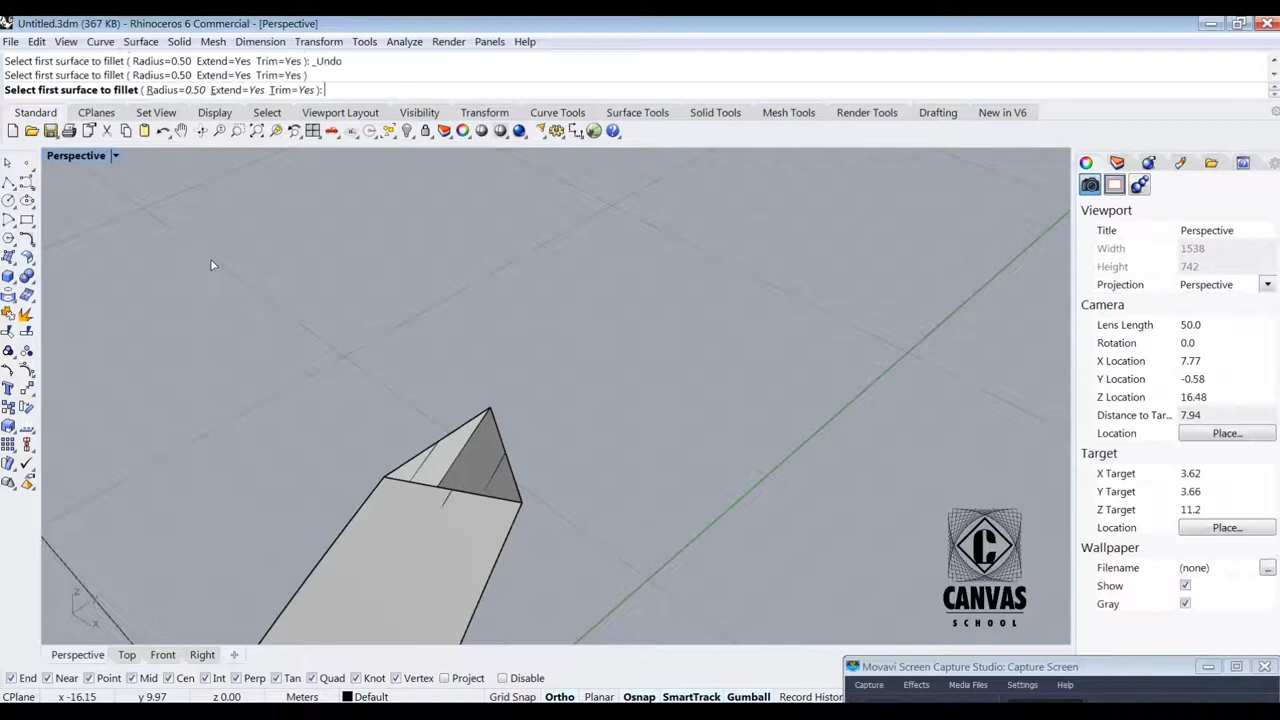 Untitled.3dm (367 KB) - Rhinoceros 6 Commercial - [Perspective]
File Edit View Curve Surface Solid Mesh Dimension Transform Tools Analyze Render Panels Help
Select first surface to fillet ( Radius=0.50 Extend=Yes Trim=Yes ): _Undo
Select first surface to fillet ( Radius=0.50 Extend=Yes Trim=Yes )
Select first surface to fillet ( Radius=0.50 Extend=Yes Trim=Yes ):
Standard CPlanes Set View Display Select Viewport Layout Visibility Transform Curve Tools Surface Tools Solid Tools Mesh Tools Render Tools Drafting New in V6
Perspective
Viewport
Title Perspective
Width 1538
Height 742
Projection Perspective
Camera
Lens Length 50.0
Rotation 0.0
X Location 7.77
Y Location -0.58
Z Location 16.48
Distance to Tar... 7.94
Location Place...
Target
X Target 3.62
Y Target 3.66
Z Target 11.2
Location Place...
Wallpaper
Filename (none) ...
Show
Gray
z y x
C
CANVAS
SCHOOL
Perspective Top Front Right
Movavi Screen Capture Studio: Capture Screen
Capture Effects Media Files Settings Help
End Near Point Mid Cen Int Perp Tan Quad Knot Vertex Project Disable
CPlane x -16.15 y 9.97 z 0.00 Meters Default Grid Snap Ortho Planar Osnap SmartTrack Gumball Record Histor